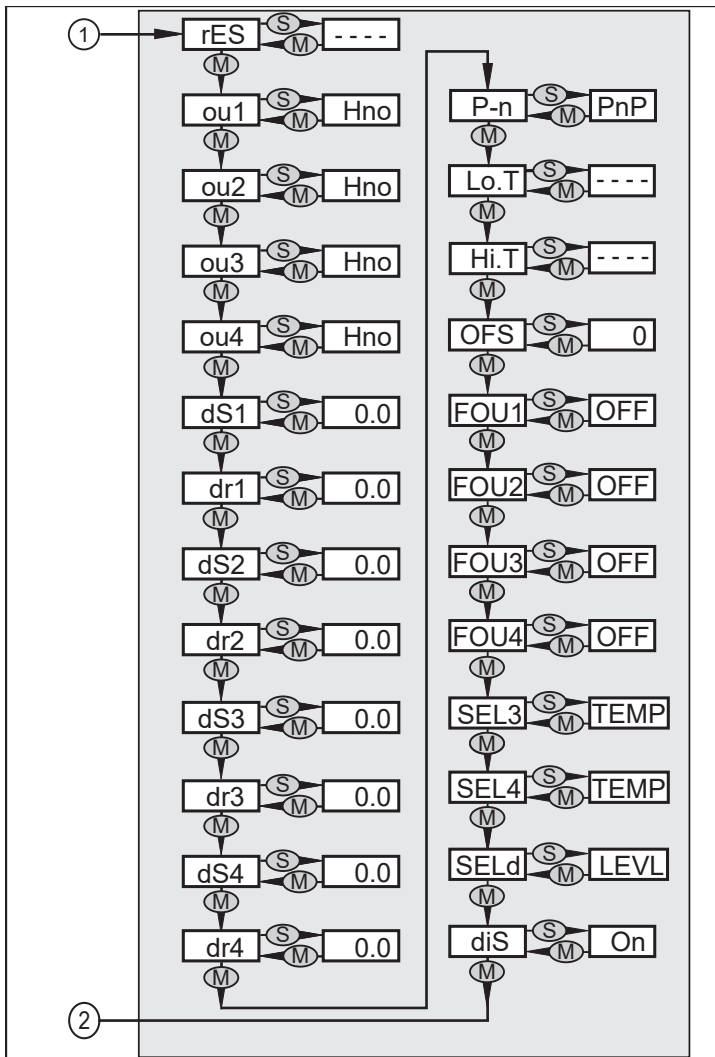 1 rES S M - - - -
M
ou1 S M Hno
M
ou2 S M Hno
M
ou3 S M Hno
M
ou4 S M Hno
M
dS1 S M 0.0
M
dr1 S M 0.0
M
dS2 S M 0.0
M
dr2 S M 0.0
M
dS3 S M 0.0
M
dr3 S M 0.0
M
dS4 S M 0.0
M
dr4 S M 0.0
M
P-n S M PnP
M
Lo.T S M - - - -
M
Hi.T S M - - - -
M
OFS S M 0
M
FOU1 S M OFF
M
FOU2 S M OFF
M
FOU3 S M OFF
M
FOU4 S M OFF
M
SEL3 S M TEMP
M
SEL4 S M TEMP
M
SELd S M LEVL
M
diS S M On
M
2